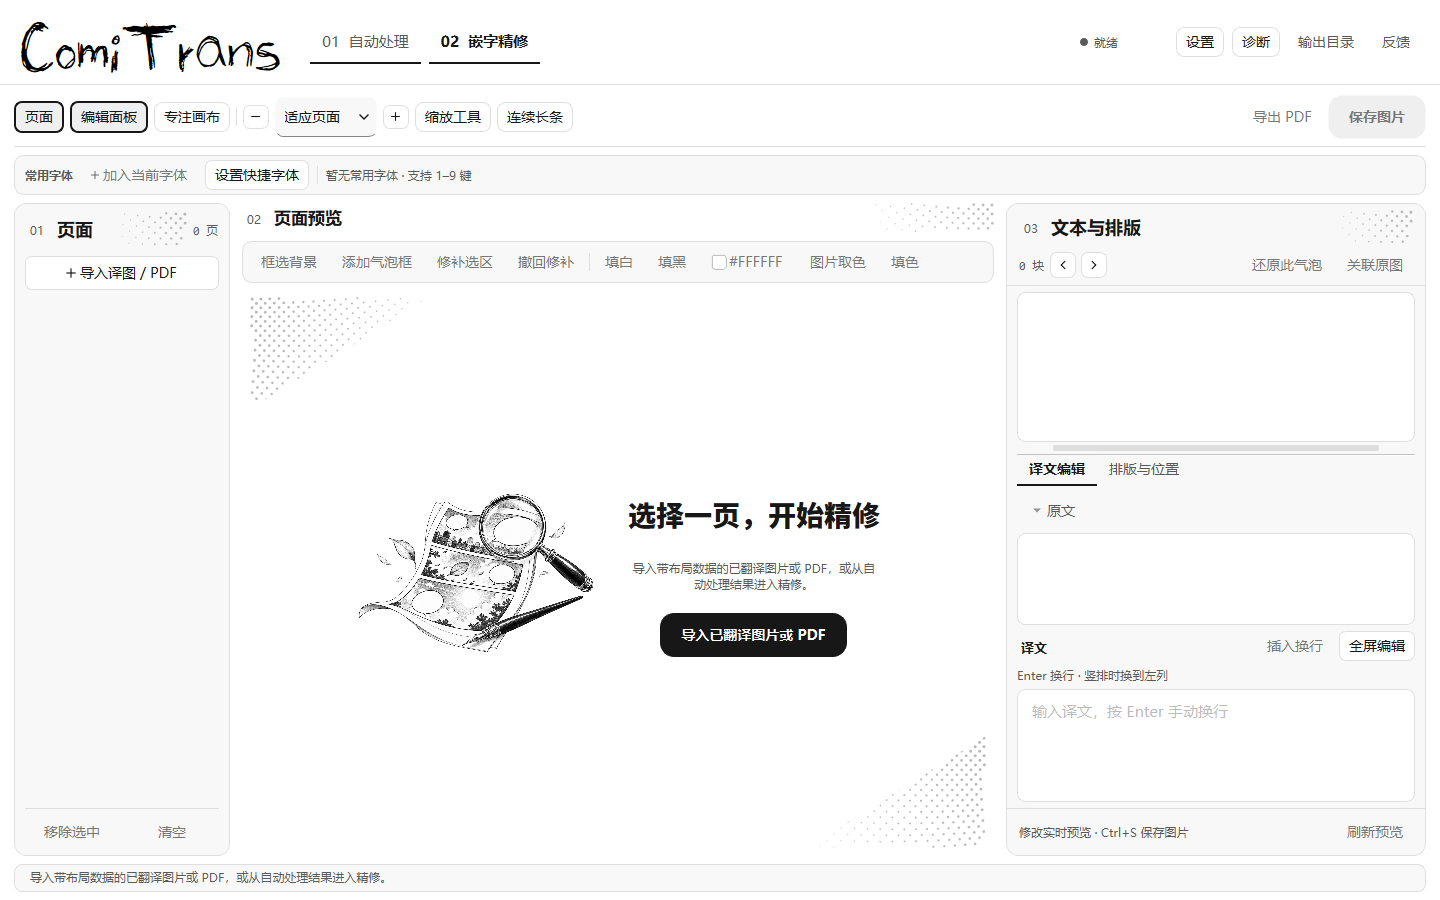 ComiTrans
01 自动处理
02 嵌字精修
就绪
设置
诊断
输出目录
反馈
页面
编辑面板
专注画布
−
适应页面
+
缩放工具
连续长条
导出 PDF
保存图片
常用字体
+ 加入当前字体
设置快捷字体
暂无常用字体 · 支持 1–9 键
01 页面
0 页
+ 导入译图 / PDF
移除选中
清空
02 页面预览
框选背景
添加气泡框
修补选区
撤回修补
填白
填黑
#FFFFFF
图片取色
填色
选择一页，开始精修
导入带布局数据的已翻译图片或 PDF，或从自
动处理结果进入精修。
导入已翻译图片或 PDF
03 文本与排版
0 块
还原此气泡
关联原图
译文编辑
排版与位置
原文
译文
插入换行
全屏编辑
Enter 换行 · 竖排时换到左列
输入译文，按 Enter 手动换行
修改实时预览 · Ctrl+S 保存图片
刷新预览
导入带布局数据的已翻译图片或 PDF，或从自动处理结果进入精修。